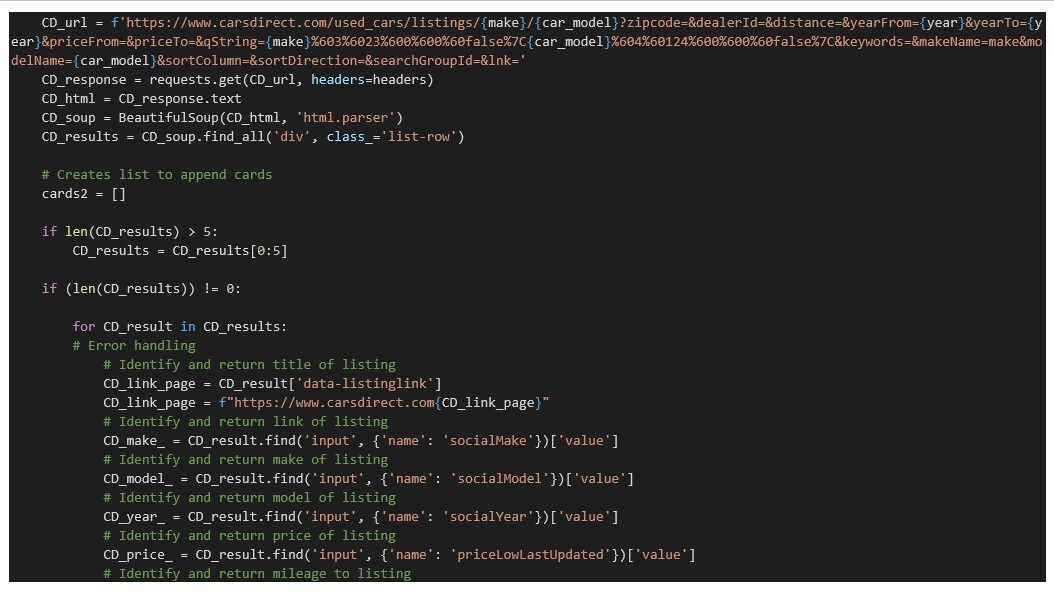 CD_url = f'https://www.carsdirect.com/used_cars/listings/{make}/{car_model}?zipcode=&dealerId=&distance=&yearFrom={year}&yearTo={y
ear}&priceFrom=&priceTo=&qString={make}%603%6023%600%600%60false%7C{car_model}%604%60124%600%600%60false%7C&keywords=&makeName=make&mo
delName={car_model}&sortColumn=&sortDirection=&searchGroupId=&lnk='
    CD_response = requests.get(CD_url, headers=headers)
    CD_html = CD_response.text
    CD_soup = BeautifulSoup(CD_html, 'html.parser')
    CD_results = CD_soup.find_all('div', class_='list-row')

    # Creates list to append cards
    cards2 = []

    if len(CD_results) > 5:
        CD_results = CD_results[0:5]

    if (len(CD_results)) != 0:

        for CD_result in CD_results:
        # Error handling
            # Identify and return title of listing
            CD_link_page = CD_result['data-listinglink']
            CD_link_page = f"https://www.carsdirect.com{CD_link_page}"
            # Identify and return link of listing
            CD_make_ = CD_result.find('input', {'name': 'socialMake'})['value']
            # Identify and return make of listing
            CD_model_ = CD_result.find('input', {'name': 'socialModel'})['value']
            # Identify and return model of listing
            CD_year_ = CD_result.find('input', {'name': 'socialYear'})['value']
            # Identify and return price of listing
            CD_price_ = CD_result.find('input', {'name': 'priceLowLastUpdated'})['value']
            # Identify and return mileage to listing